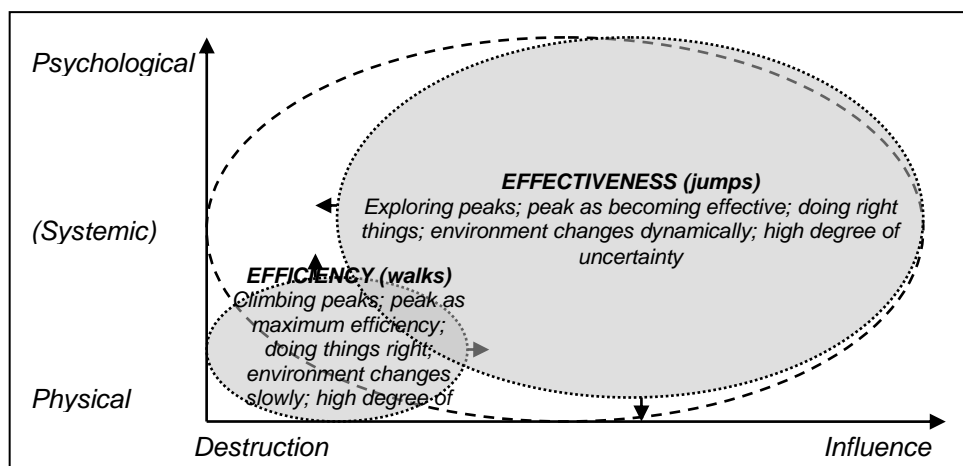 Psychological
EFFECTIVENESS (jumps)
Exploring peaks; peak as becoming effective; doing right
things; environment changes dynamically; high degree of
uncertainty
(Systemic)
EFFICIENCY (walks)
Climbing peaks; peak as
maximum efficiency;
doing things right;
environment changes
slowly; high degree of
Physical
Destruction
Influence